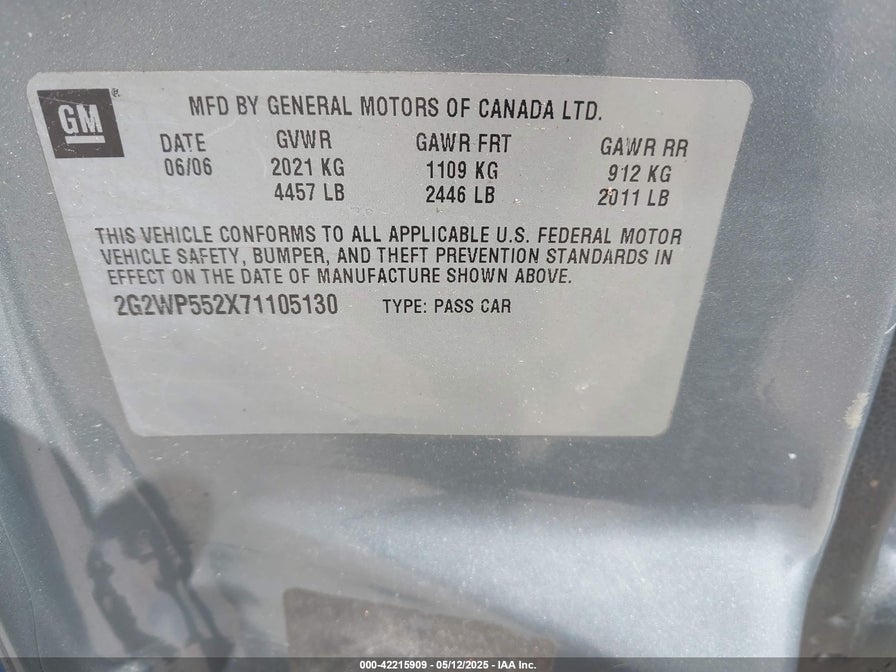 GM
MFD BY GENERAL MOTORS OF CANADA LTD.
DATE GVWR GAWR FRT GAWR RR
06/06 2021 KG 1109 KG 912 KG
4457 LB 2446 LB 2011 LB
THIS VEHICLE CONFORMS TO ALL APPLICABLE U.S. FEDERAL MOTOR
VEHICLE SAFETY, BUMPER, AND THEFT PREVENTION STANDARDS IN
EFFECT ON THE DATE OF MANUFACTURE SHOWN ABOVE.
2G2WP552X71105130 TYPE: PASS CAR
000-42215909 - 05/12/2025 - IAA Inc.